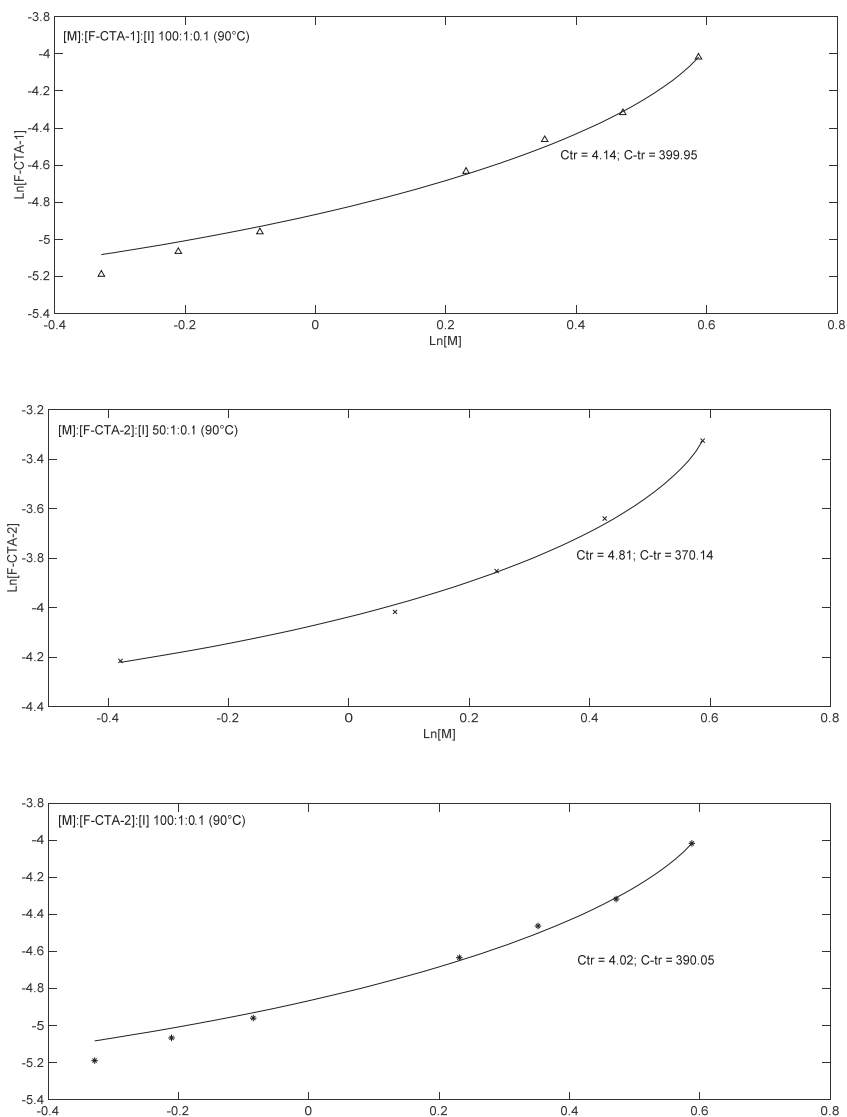 -3.8
[M]:[F-CTA-1]:[I] 100:1:0.1 (90°C)
-4
-4.2
-4.4
Ln[F-CTA-1]
Ctr = 4.14; C-tr = 399.95
-4.6
-4.8
-5
-5.2
-5.4
-0.4 -0.2 0 0.2 0.4 0.6 0.8
Ln[M]
-3.2
[M]:[F-CTA-2]:[I] 50:1:0.1 (90°C)
-3.4
-3.6
Ln[F-CTA-2]
Ctr = 4.81; C-tr = 370.14
-3.8
-4
-4.2
-4.4
-0.4 -0.2 0 0.2 0.4 0.6 0.8
Ln[M]
-3.8
[M]:[F-CTA-2]:[I] 100:1:0.1 (90°C)
-4
-4.2
-4.4
-4.6
Ctr = 4.02; C-tr = 390.05
-4.8
-5
-5.2
-5.4
-0.4 -0.2 0 0.2 0.4 0.6 0.8